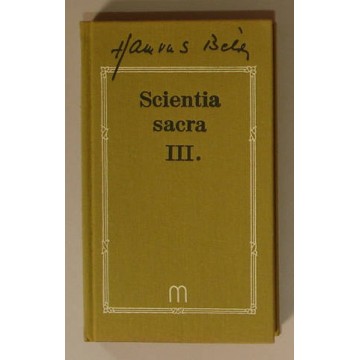 Hamvas Béla
Scientia
sacra
III.
m